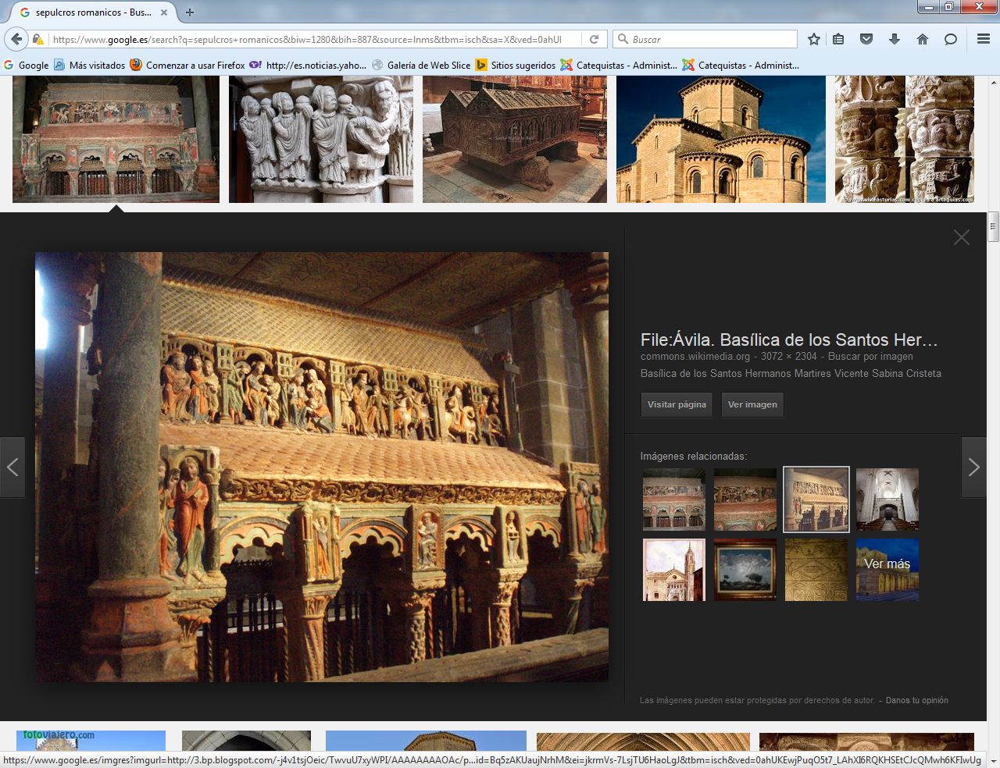 sepulcros romanicos - Bus...
https://www.google.es/search?q=sepulcros+romanicos&biw=1280&bih=887&source=lnms&tbm=isch&sa=X&ved=0ahUI
Buscar
Google
Más visitados
Comenzar a usar Firefox
http://es.noticias.yaho...
Galería de Web Slice
Sitios sugeridos
Catequistas - Administ...
Catequistas - Administ...
File:Ávila. Basílica de los Santos Her...
commons.wikimedia.org - 3072 × 2304 - Buscar por imagen
Basílica de los Santos Hermanos Martires Vicente Sabina Cristeta
Visitar página
Ver imagen
Imágenes relacionadas:
Ver más
Las imágenes pueden estar protegidas por derechos de autor. - Danos tu opinión
fotoviajero.com
https://www.google.es/imgres?imgurl=http://3.bp.blogspot.com/-j4v1tsjOeic/TwvuU7xyWPI/AAAAAAAAOAc/p...id=Bq5zAKUaujNrhM&ei=jkrmVs-7LsjTU6HaoLgJ&tbm=isch&ved=0ahUKEwjPuqO5t7_LAhXI6RQKHSEtCJcQMwh6KFIwUg